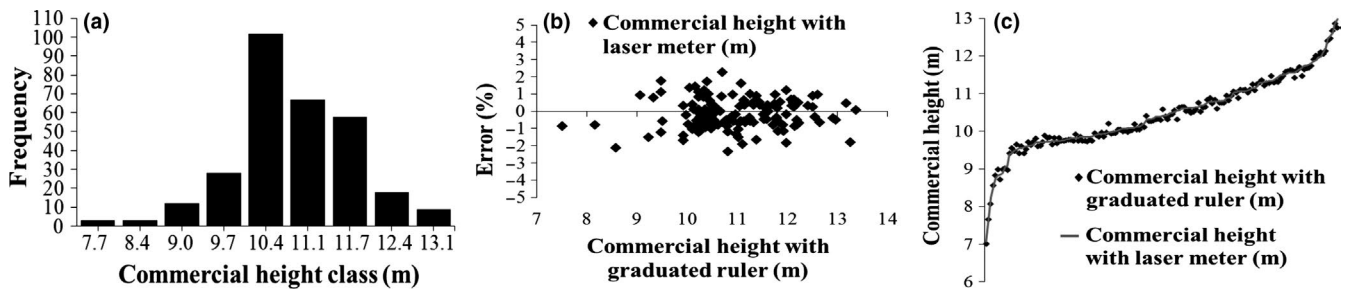 (a)
Frequency
110
100
90
80
70
60
50
40
30
20
10
0
7.7 8.4 9.0 9.7 10.4 11.1 11.7 12.4 13.1
Commercial height class (m)
(b)
Commercial height with
laser meter (m)
Error (%)
5
4
3
2
1
0
−1
−2
−3
−4
−5
7 8 9 10 11 12 13 14
Commercial height with
graduated ruler (m)
(c)
Commercial height (m)
13
12
11
10
9
8
7
6
Commercial height with
graduated ruler (m)
Commercial height
with laser meter (m)